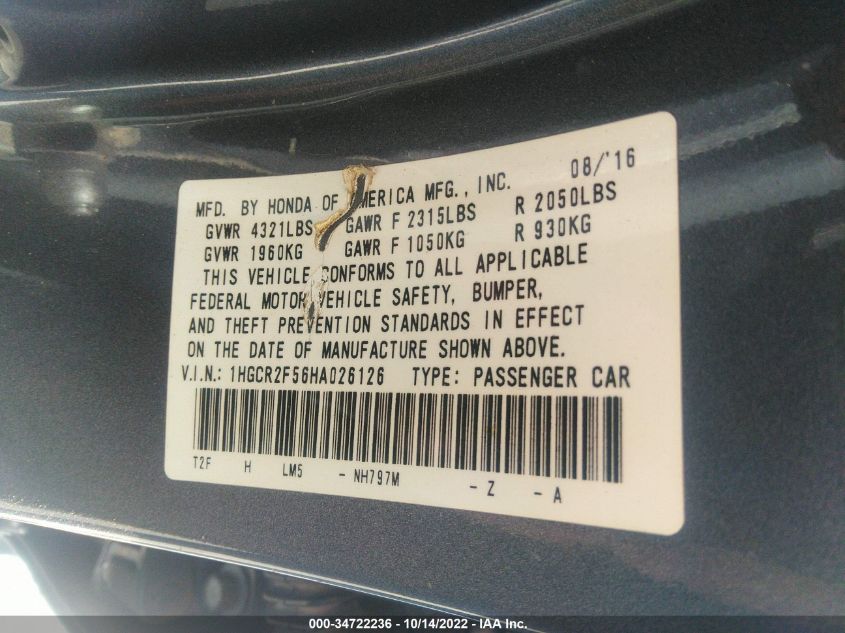 08/'16
MFD. BY HONDA OF AMERICA MFG., INC.
GVWR 4321LBS GAWR F 2315LBS R 2050LBS
GVWR 1960KG GAWR F 1050KG R 930KG
THIS VEHICLE CONFORMS TO ALL APPLICABLE
FEDERAL MOTOR VEHICLE SAFETY, BUMPER,
AND THEFT PREVENTION STANDARDS IN EFFECT
ON THE DATE OF MANUFACTURE SHOWN ABOVE.
V.I.N.: 1HGCR2F56HA026126 TYPE: PASSENGER CAR
T2F H LM5 - NH797M - Z - A
000-34722236 - 10/14/2022 - IAA Inc.